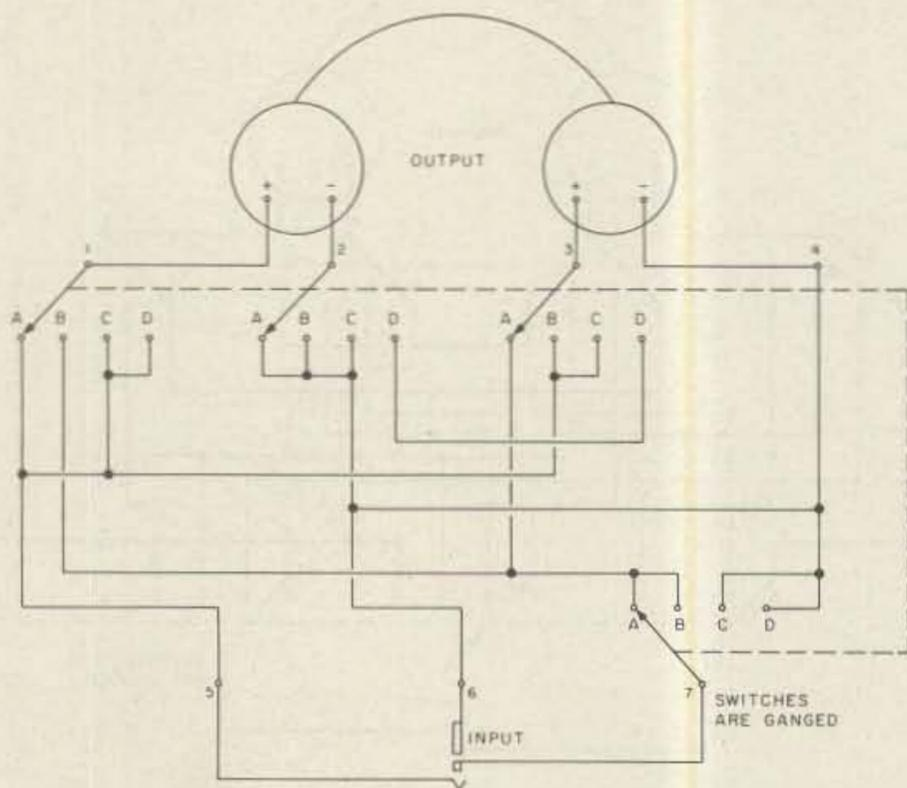 OUTPUT
+ - + -
1 2 3 4
A B C D A B C D A B C D
A B C D
5 6 7
SWITCHES
ARE GANGED
INPUT